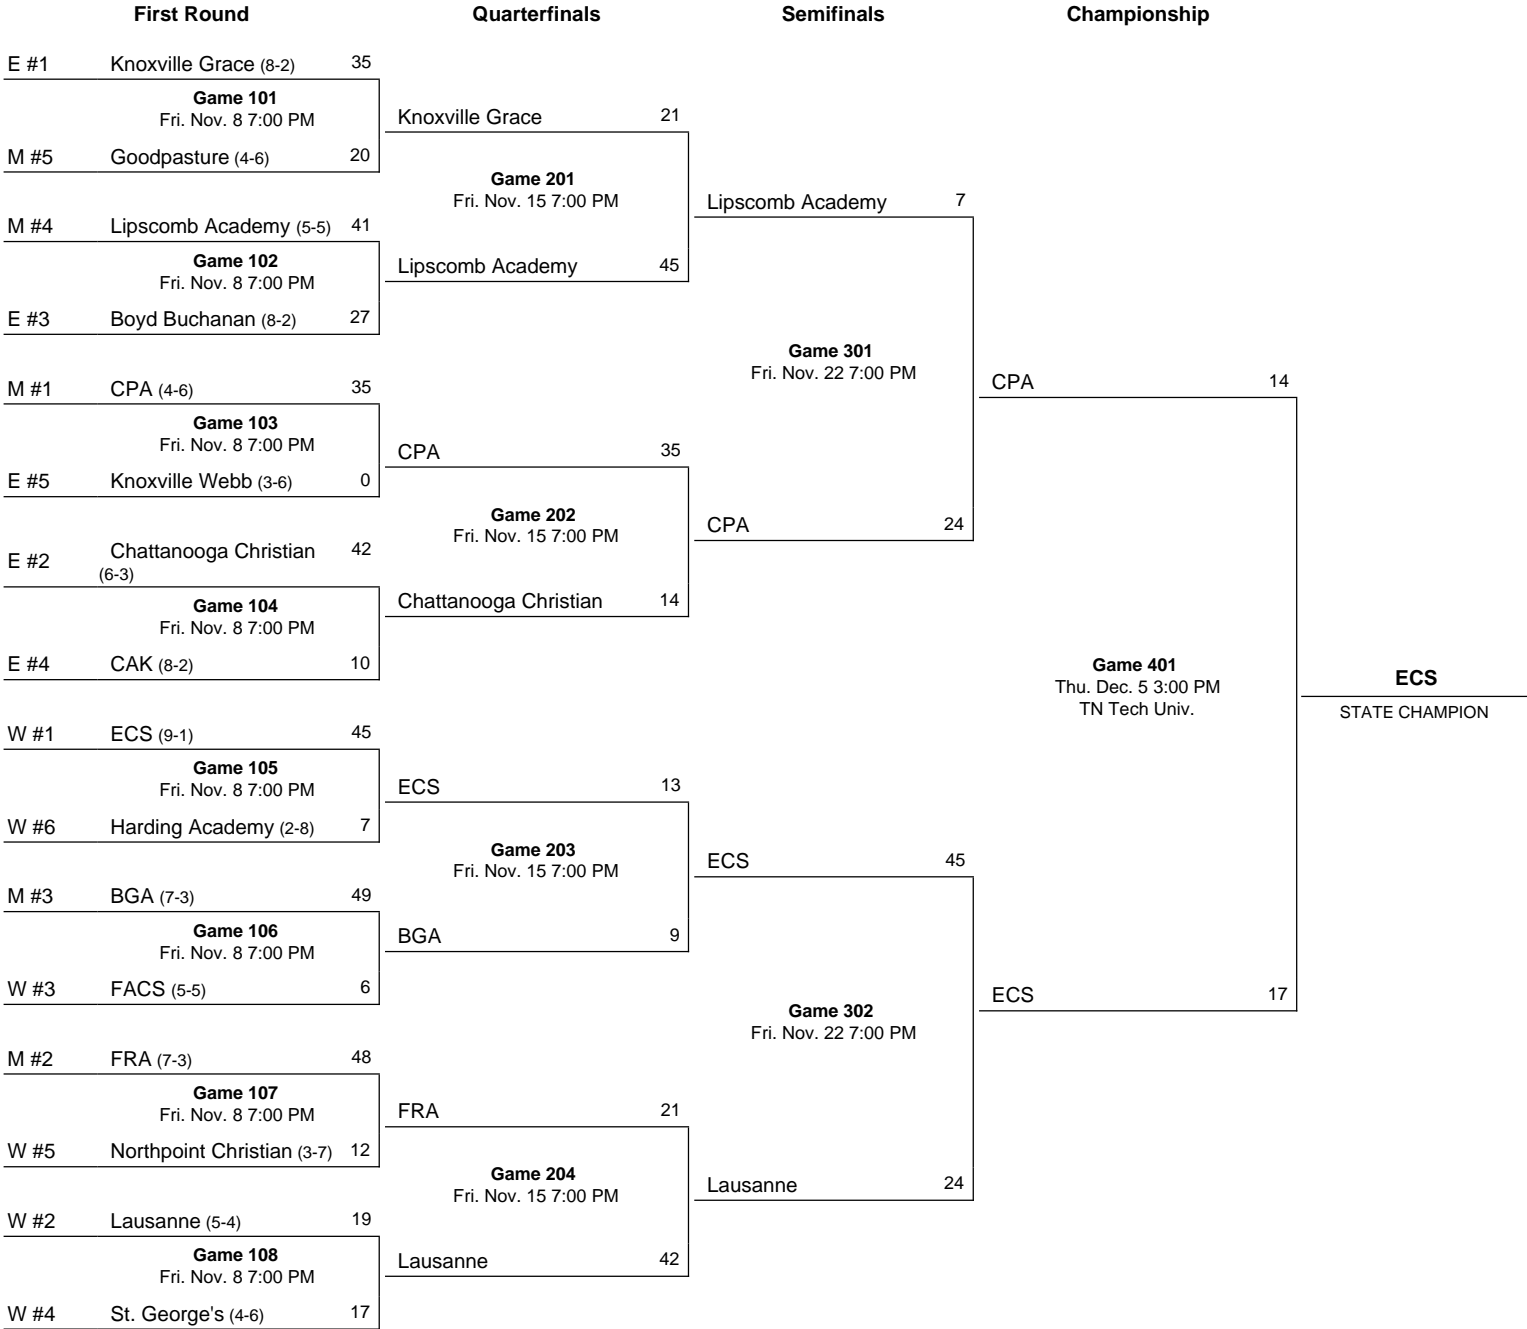 First Round Quarterfinals Semifinals Championship
E #1 Knoxville Grace (8-2) 35
Game 101
Fri. Nov. 8 7:00 PM
M #5 Goodpasture (4-6) 20
M #4 Lipscomb Academy (5-5) 41
Game 102
Fri. Nov. 8 7:00 PM
E #3 Boyd Buchanan (8-2) 27
M #1 CPA (4-6) 35
Game 103
Fri. Nov. 8 7:00 PM
E #5 Knoxville Webb (3-6) 0
E #2 Chattanooga Christian 42
(6-3)
Game 104
Fri. Nov. 8 7:00 PM
E #4 CAK (8-2) 10
W #1 ECS (9-1) 45
Game 105
Fri. Nov. 8 7:00 PM
W #6 Harding Academy (2-8) 7
M #3 BGA (7-3) 49
Game 106
Fri. Nov. 8 7:00 PM
W #3 FACS (5-5) 6
M #2 FRA (7-3) 48
Game 107
Fri. Nov. 8 7:00 PM
W #5 Northpoint Christian (3-7) 12
W #2 Lausanne (5-4) 19
Game 108
Fri. Nov. 8 7:00 PM
W #4 St. George's (4-6) 17
Knoxville Grace 21
Game 201
Fri. Nov. 15 7:00 PM
Lipscomb Academy 45
CPA 35
Game 202
Fri. Nov. 15 7:00 PM
Chattanooga Christian 14
ECS 13
Game 203
Fri. Nov. 15 7:00 PM
BGA 9
FRA 21
Game 204
Fri. Nov. 15 7:00 PM
Lausanne 42
Lipscomb Academy 7
Game 301
Fri. Nov. 22 7:00 PM
CPA 24
ECS 45
Game 302
Fri. Nov. 22 7:00 PM
Lausanne 24
CPA 14
Game 401
Thu. Dec. 5 3:00 PM
TN Tech Univ.
ECS 17
ECS
STATE CHAMPION